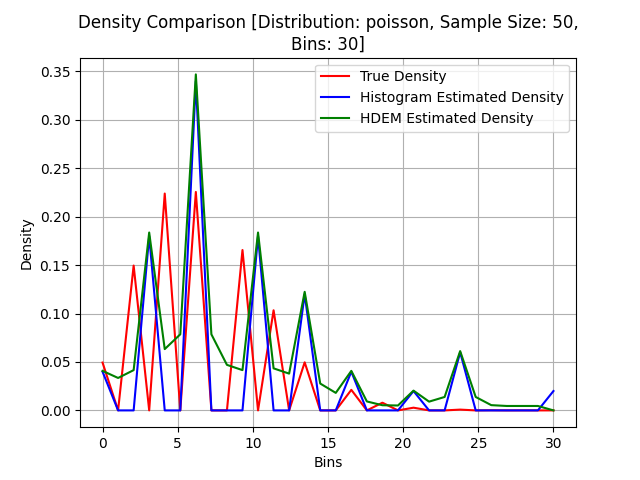 Density Comparison [Distribution: poisson, Sample Size: 50,
Bins: 30]
True Density
Histogram Estimated Density
HDEM Estimated Density
Density
0.35
0.30
0.25
0.20
0.15
0.10
0.05
0.00
0 5 10 15 20 25 30
Bins